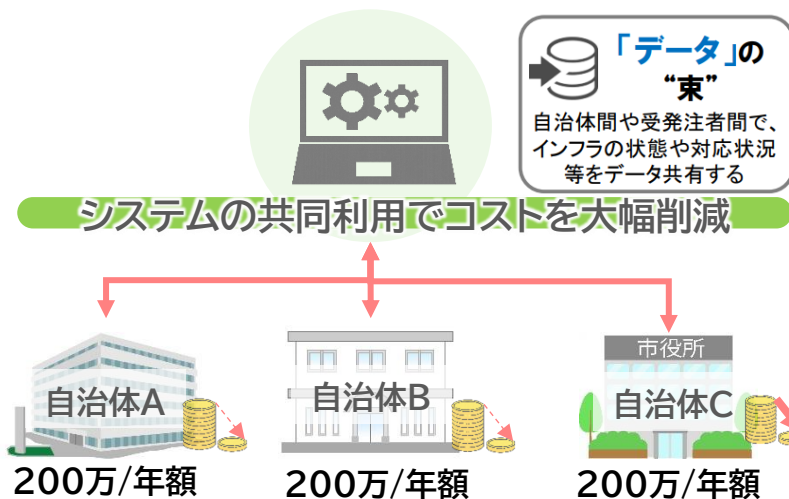 「データ」の
“束”
自治体間や受発注者間で、
インフラの状態や対応状況
等をデータ共有する
システムの共同利用でコストを大幅削減
自治体A
自治体B
市役所
自治体C
200万/年額
200万/年額
200万/年額